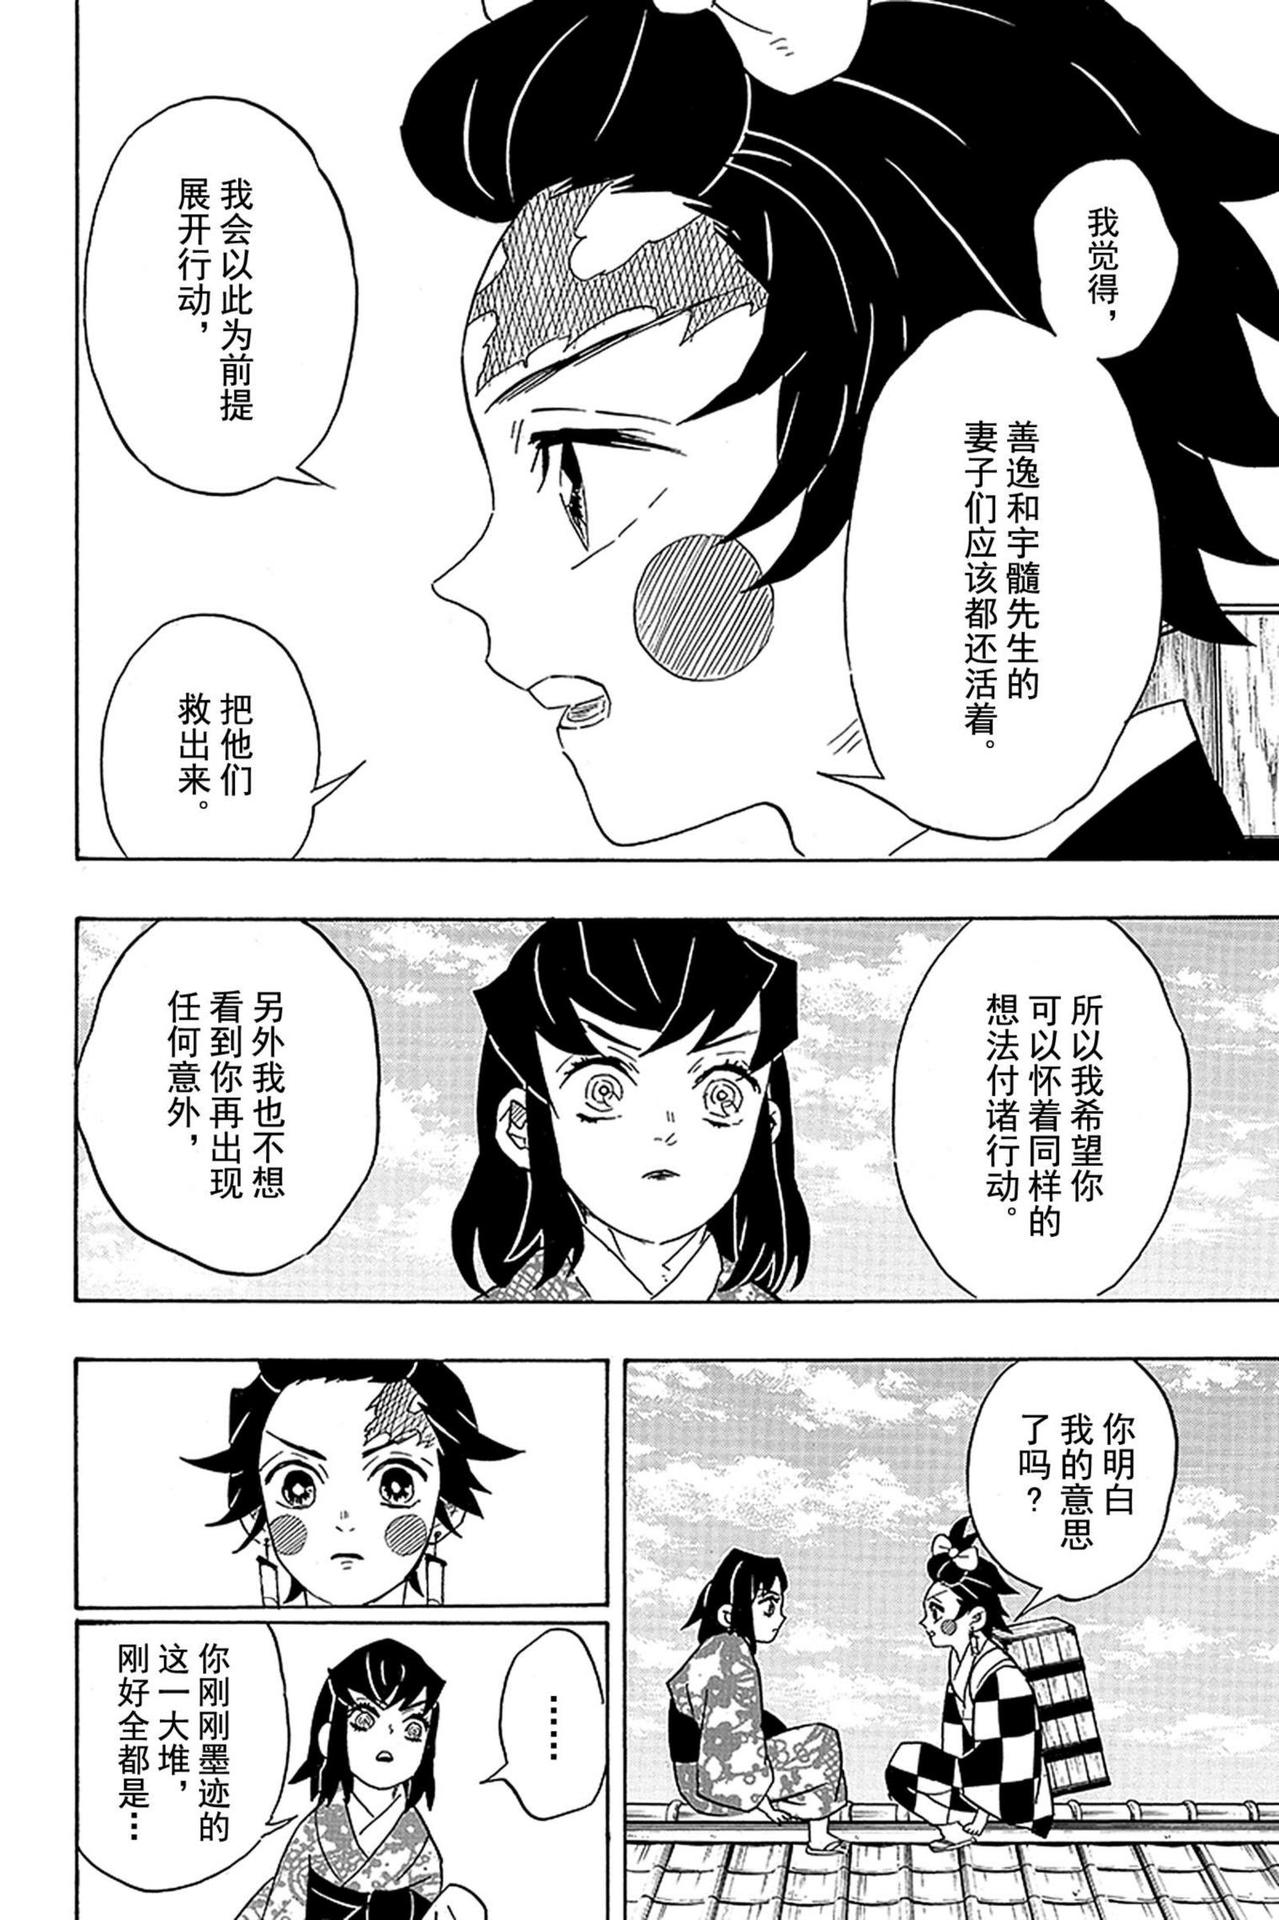 我觉得，
善逸和宇髓先生的
妻子们应该都还活着。
我会以此为前提
展开行动，
把他们
救出来。
所以我希望你
可以怀着同样的
想法付诸行动。
另外我也不想
看到你再出现
任何意外，
你明白
我的意思
了吗？
……
你刚刚墨迹的
这一大堆，
刚好全都是…